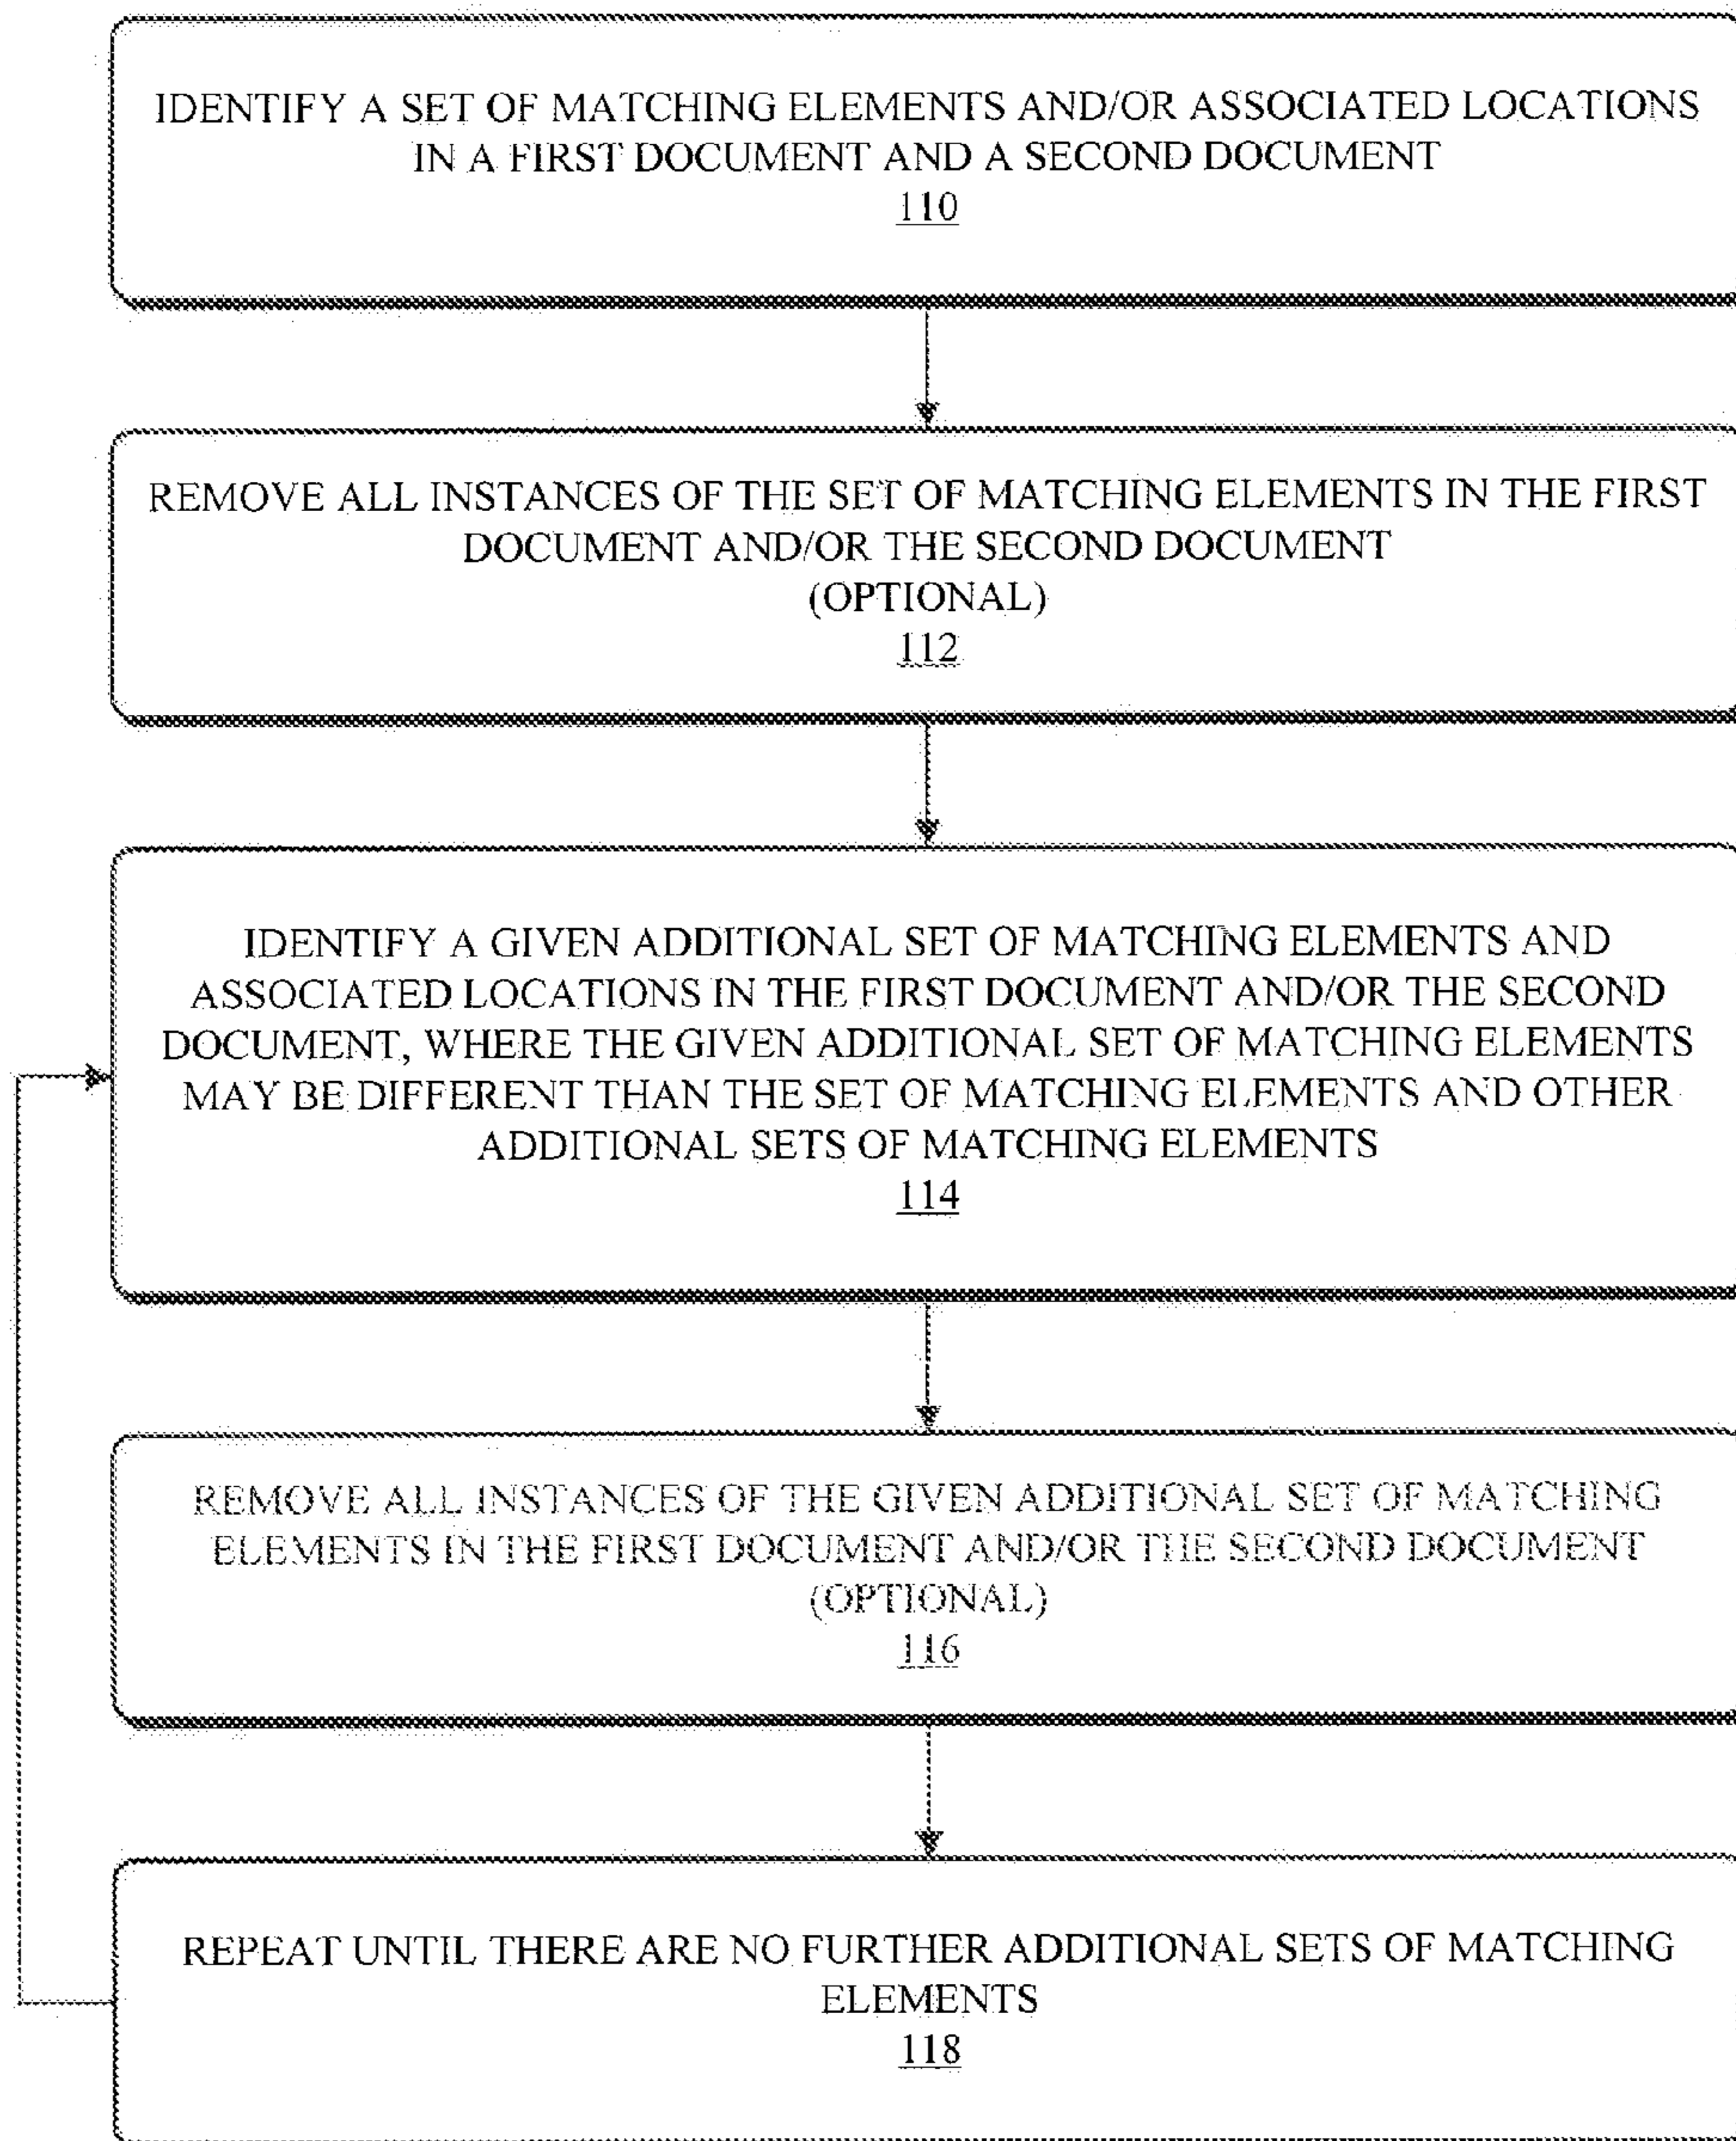 IDENTIFY A SET OF MATCHING ELEMENTS AND/OR ASSOCIATED LOCATIONS
IN A FIRST DOCUMENT AND A SECOND DOCUMENT
110
REMOVE ALL INSTANCES OF THE SET OF MATCHING ELEMENTS IN THE FIRST
DOCUMENT AND/OR THE SECOND DOCUMENT
(OPTIONAL)
112
IDENTIFY A GIVEN ADDITIONAL SET OF MATCHING ELEMENTS AND
ASSOCIATED LOCATIONS IN THE FIRST DOCUMENT AND/OR THE SECOND
DOCUMENT, WHERE THE GIVEN ADDITIONAL SET OF MATCHING ELEMENTS
MAY BE DIFFERENT THAN THE SET OF MATCHING ELEMENTS AND OTHER
ADDITIONAL SETS OF MATCHING ELEMENTS
114
REMOVE ALL INSTANCES OF THE GIVEN ADDITIONAL SET OF MATCHING
ELEMENTS IN THE FIRST DOCUMENT AND/OR THE SECOND DOCUMENT
(OPTIONAL)
116
REPEAT UNTIL THERE ARE NO FURTHER ADDITIONAL SETS OF MATCHING
ELEMENTS
118